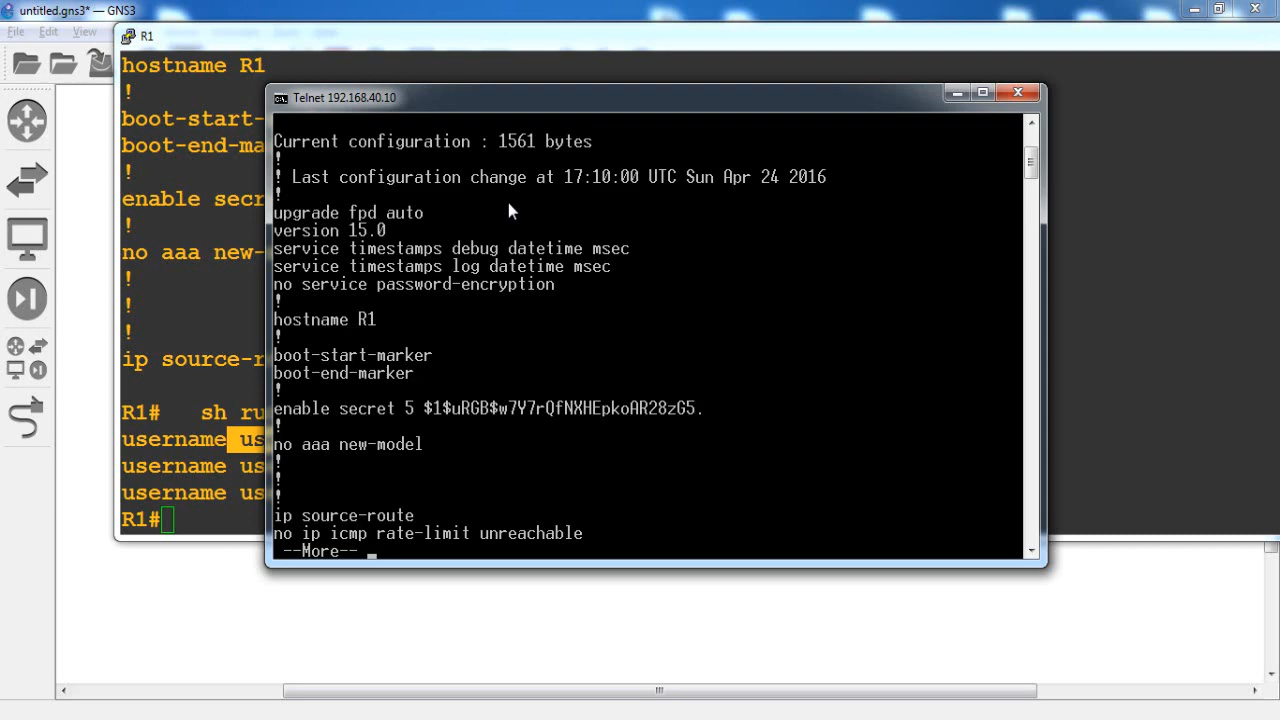 untitled.gns3* — GNS3
File Edit View
R1
hostname R1
!
boot-start-
boot-end-ma
!
enable secr
!
no aaa new-
!
!
!
ip source-r
R1# sh ru
username us
username us
username us
R1#
Telnet 192.168.40.10
Current configuration : 1561 bytes
!
! Last configuration change at 17:10:00 UTC Sun Apr 24 2016
!
upgrade fpd auto
version 15.0
service timestamps debug datetime msec
service timestamps log datetime msec
no service password-encryption
!
hostname R1
!
boot-start-marker
boot-end-marker
!
enable secret 5 $1$uRGB$w7Y7rQfNXHEpkoAR28zG5.
!
no aaa new-model
!
!
!
ip source-route
no ip icmp rate-limit unreachable
--More--